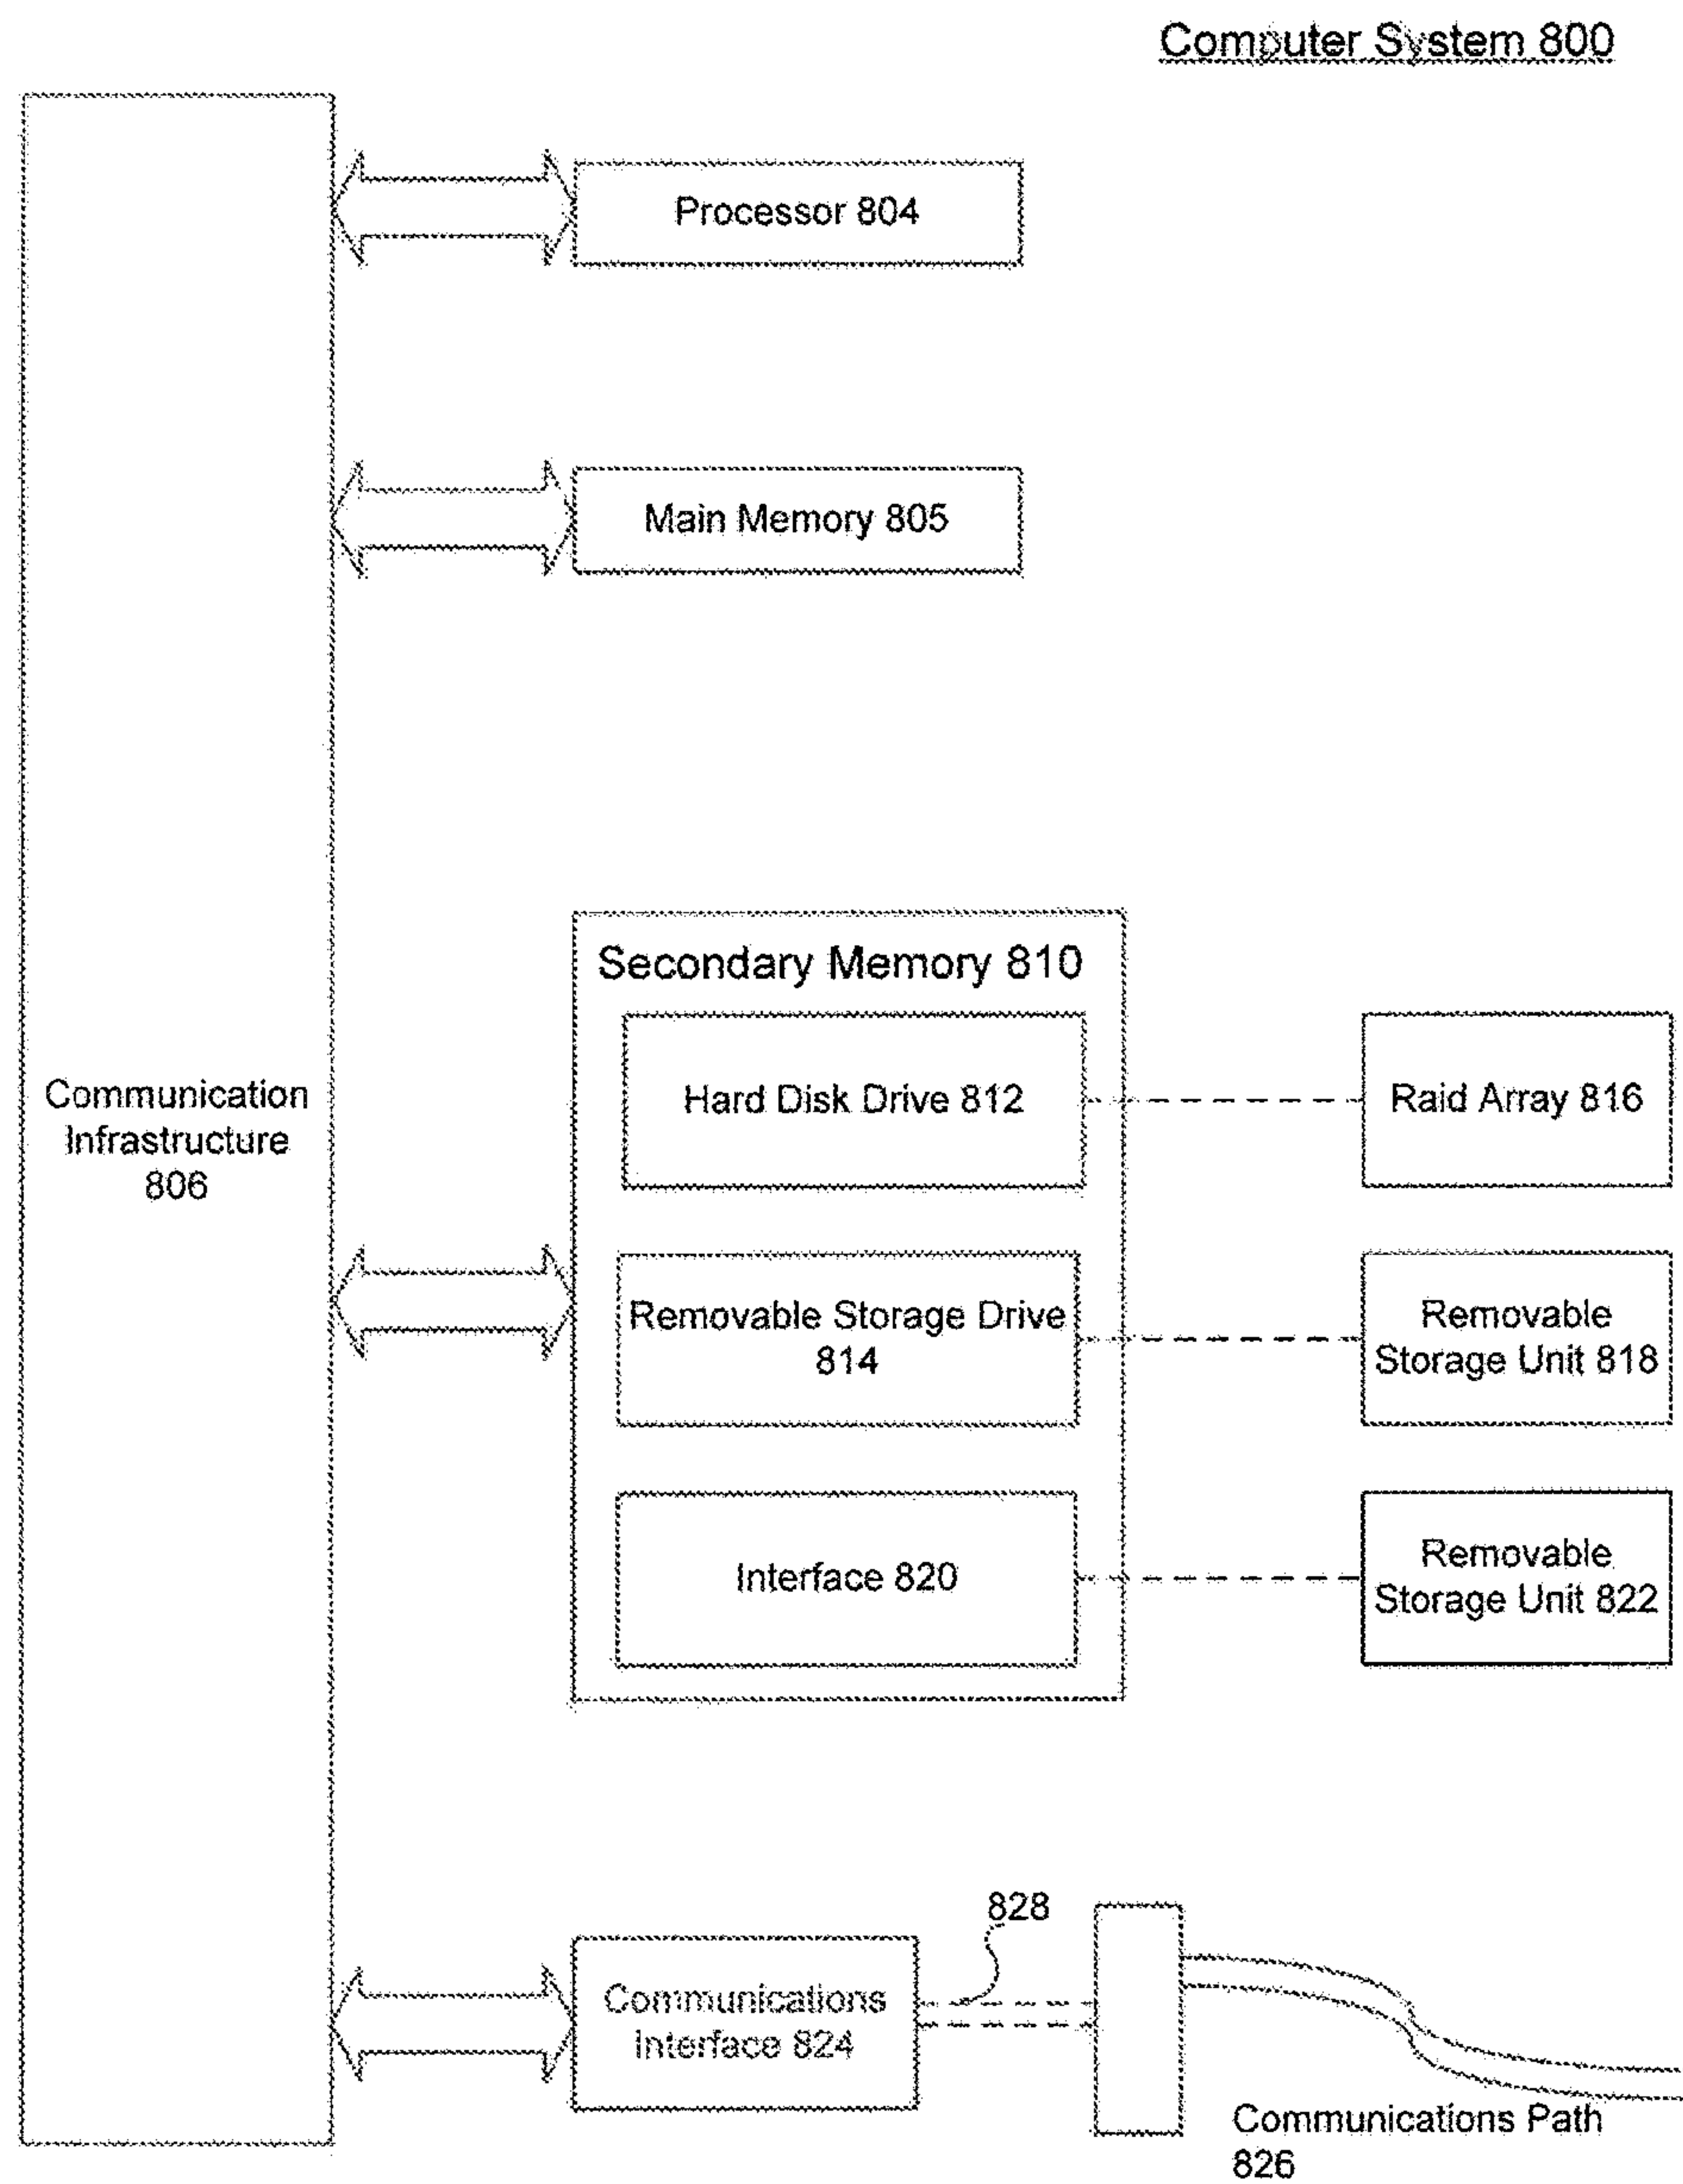 Computer System 800
Processor 804
Main Memory 805
Communication
Infrastructure
806
Secondary Memory 810
Hard Disk Drive 812
Raid Array 816
Removable Storage Drive
814
Removable
Storage Unit 818
Interface 820
Removable
Storage Unit 822
828
Communications
Interface 824
Communications Path
826